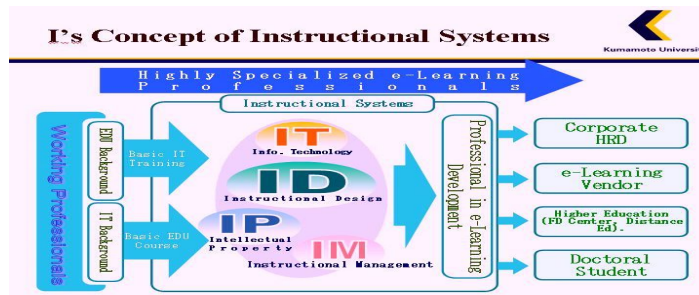 I's Concept of Instructional Systems
Kumamoto Universit
Highly Specialized e-Learning
Professionals
Instructional Systems
Working Professionals
EDU Background
IT Background
Basic IT
Training
Basic EDU
Course
IT
Info. Technology
ID
Instructional Design
IP
Intellectual
Property
IM
Instructional Management
Professional in e-Learning
Development
Corporate
HRD
e-Learning
Vendor
Higher Education
(FD Center, Distance
Ed).
Doctoral
Student